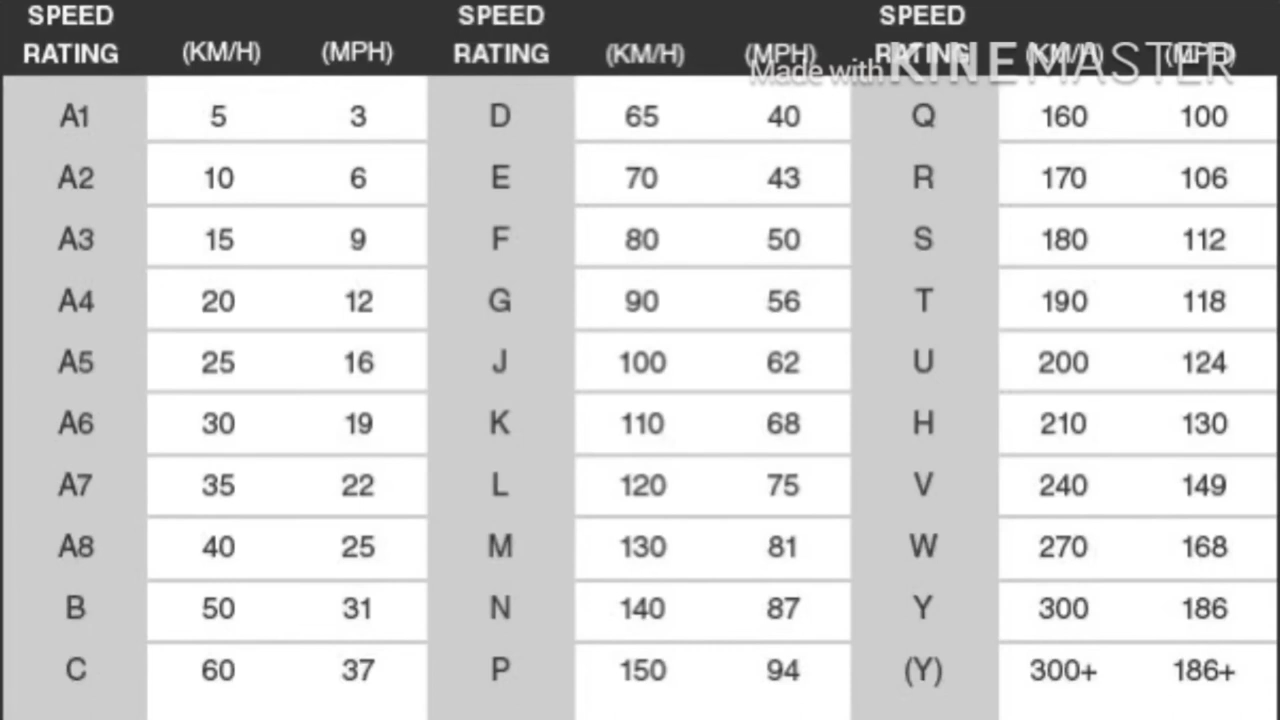 SPEED RATING (KM/H) (MPH) SPEED RATING (KM/H) (MPH) SPEED RATING (KM/H) (MPH)
Made with KINEMASTER
A1 5 3 D 65 40 Q 160 100
A2 10 6 E 70 43 R 170 106
A3 15 9 F 80 50 S 180 112
A4 20 12 G 90 56 T 190 118
A5 25 16 J 100 62 U 200 124
A6 30 19 K 110 68 H 210 130
A7 35 22 L 120 75 V 240 149
A8 40 25 M 130 81 W 270 168
B 50 31 N 140 87 Y 300 186
C 60 37 P 150 94 (Y) 300+ 186+